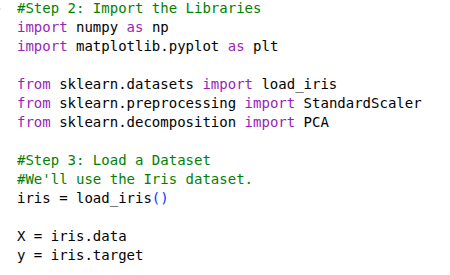 #Step 2: Import the Libraries
import numpy as np
import matplotlib.pyplot as plt
from sklearn.datasets import load_iris
from sklearn.preprocessing import StandardScaler
from sklearn.decomposition import PCA
#Step 3: Load a Dataset
#We'll use the Iris dataset.
iris = load_iris()
X = iris.data
y = iris.target